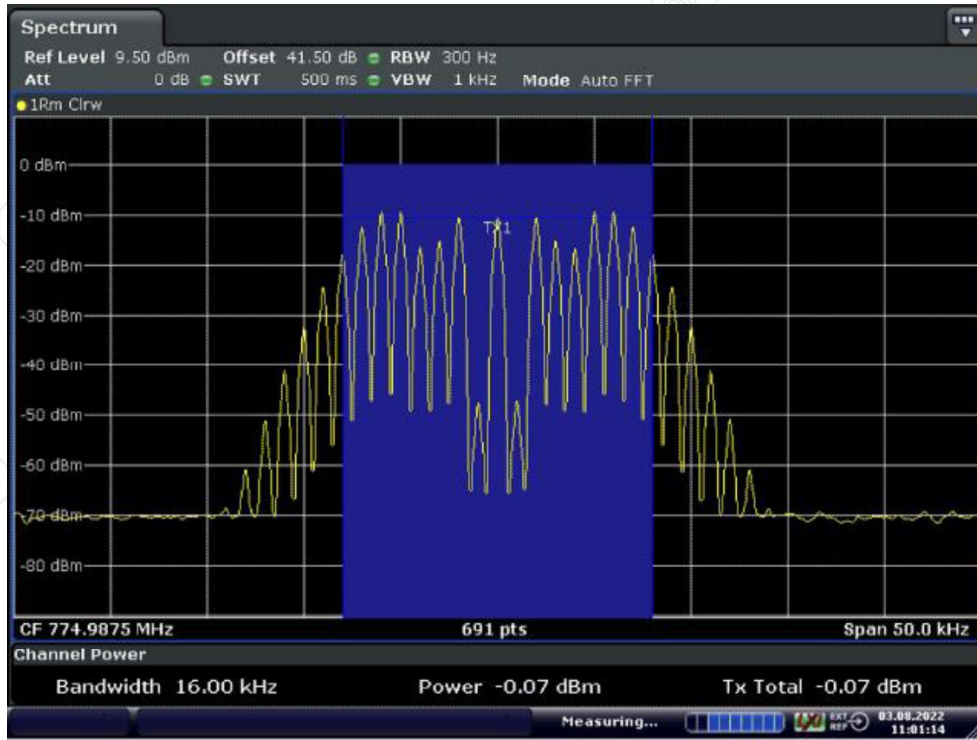 Spectrum
Ref Level 9.50 dBm Offset 41.50 dB RBW 300 Hz
Att 0 dB SWT 500 ms VBW 1 kHz Mode Auto FFT
1Rm Clrw
0 dBm
-10 dBm
TX1
-20 dBm
-30 dBm
-40 dBm
-50 dBm
-60 dBm
-70 dBm
-80 dBm
CF 774.9875 MHz 691 pts Span 50.0 kHz
Channel Power
Bandwidth 16.00 kHz Power -0.07 dBm Tx Total -0.07 dBm
Measuring... LXI EXT REF 03.08.2022
11:01:14